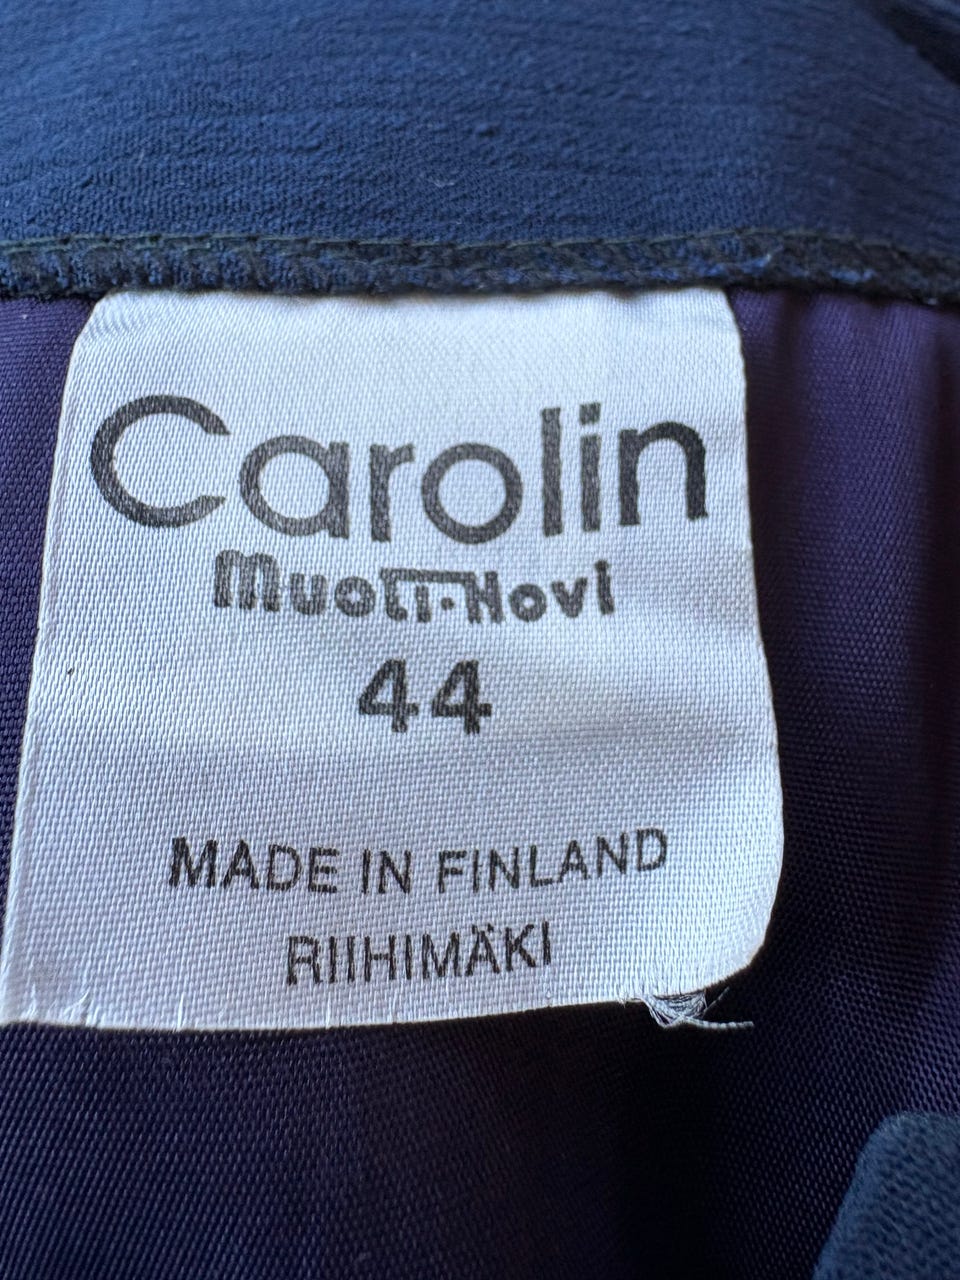 Carolin
Muoti-Novi
44
MADE IN FINLAND
RIIHIMÄKI